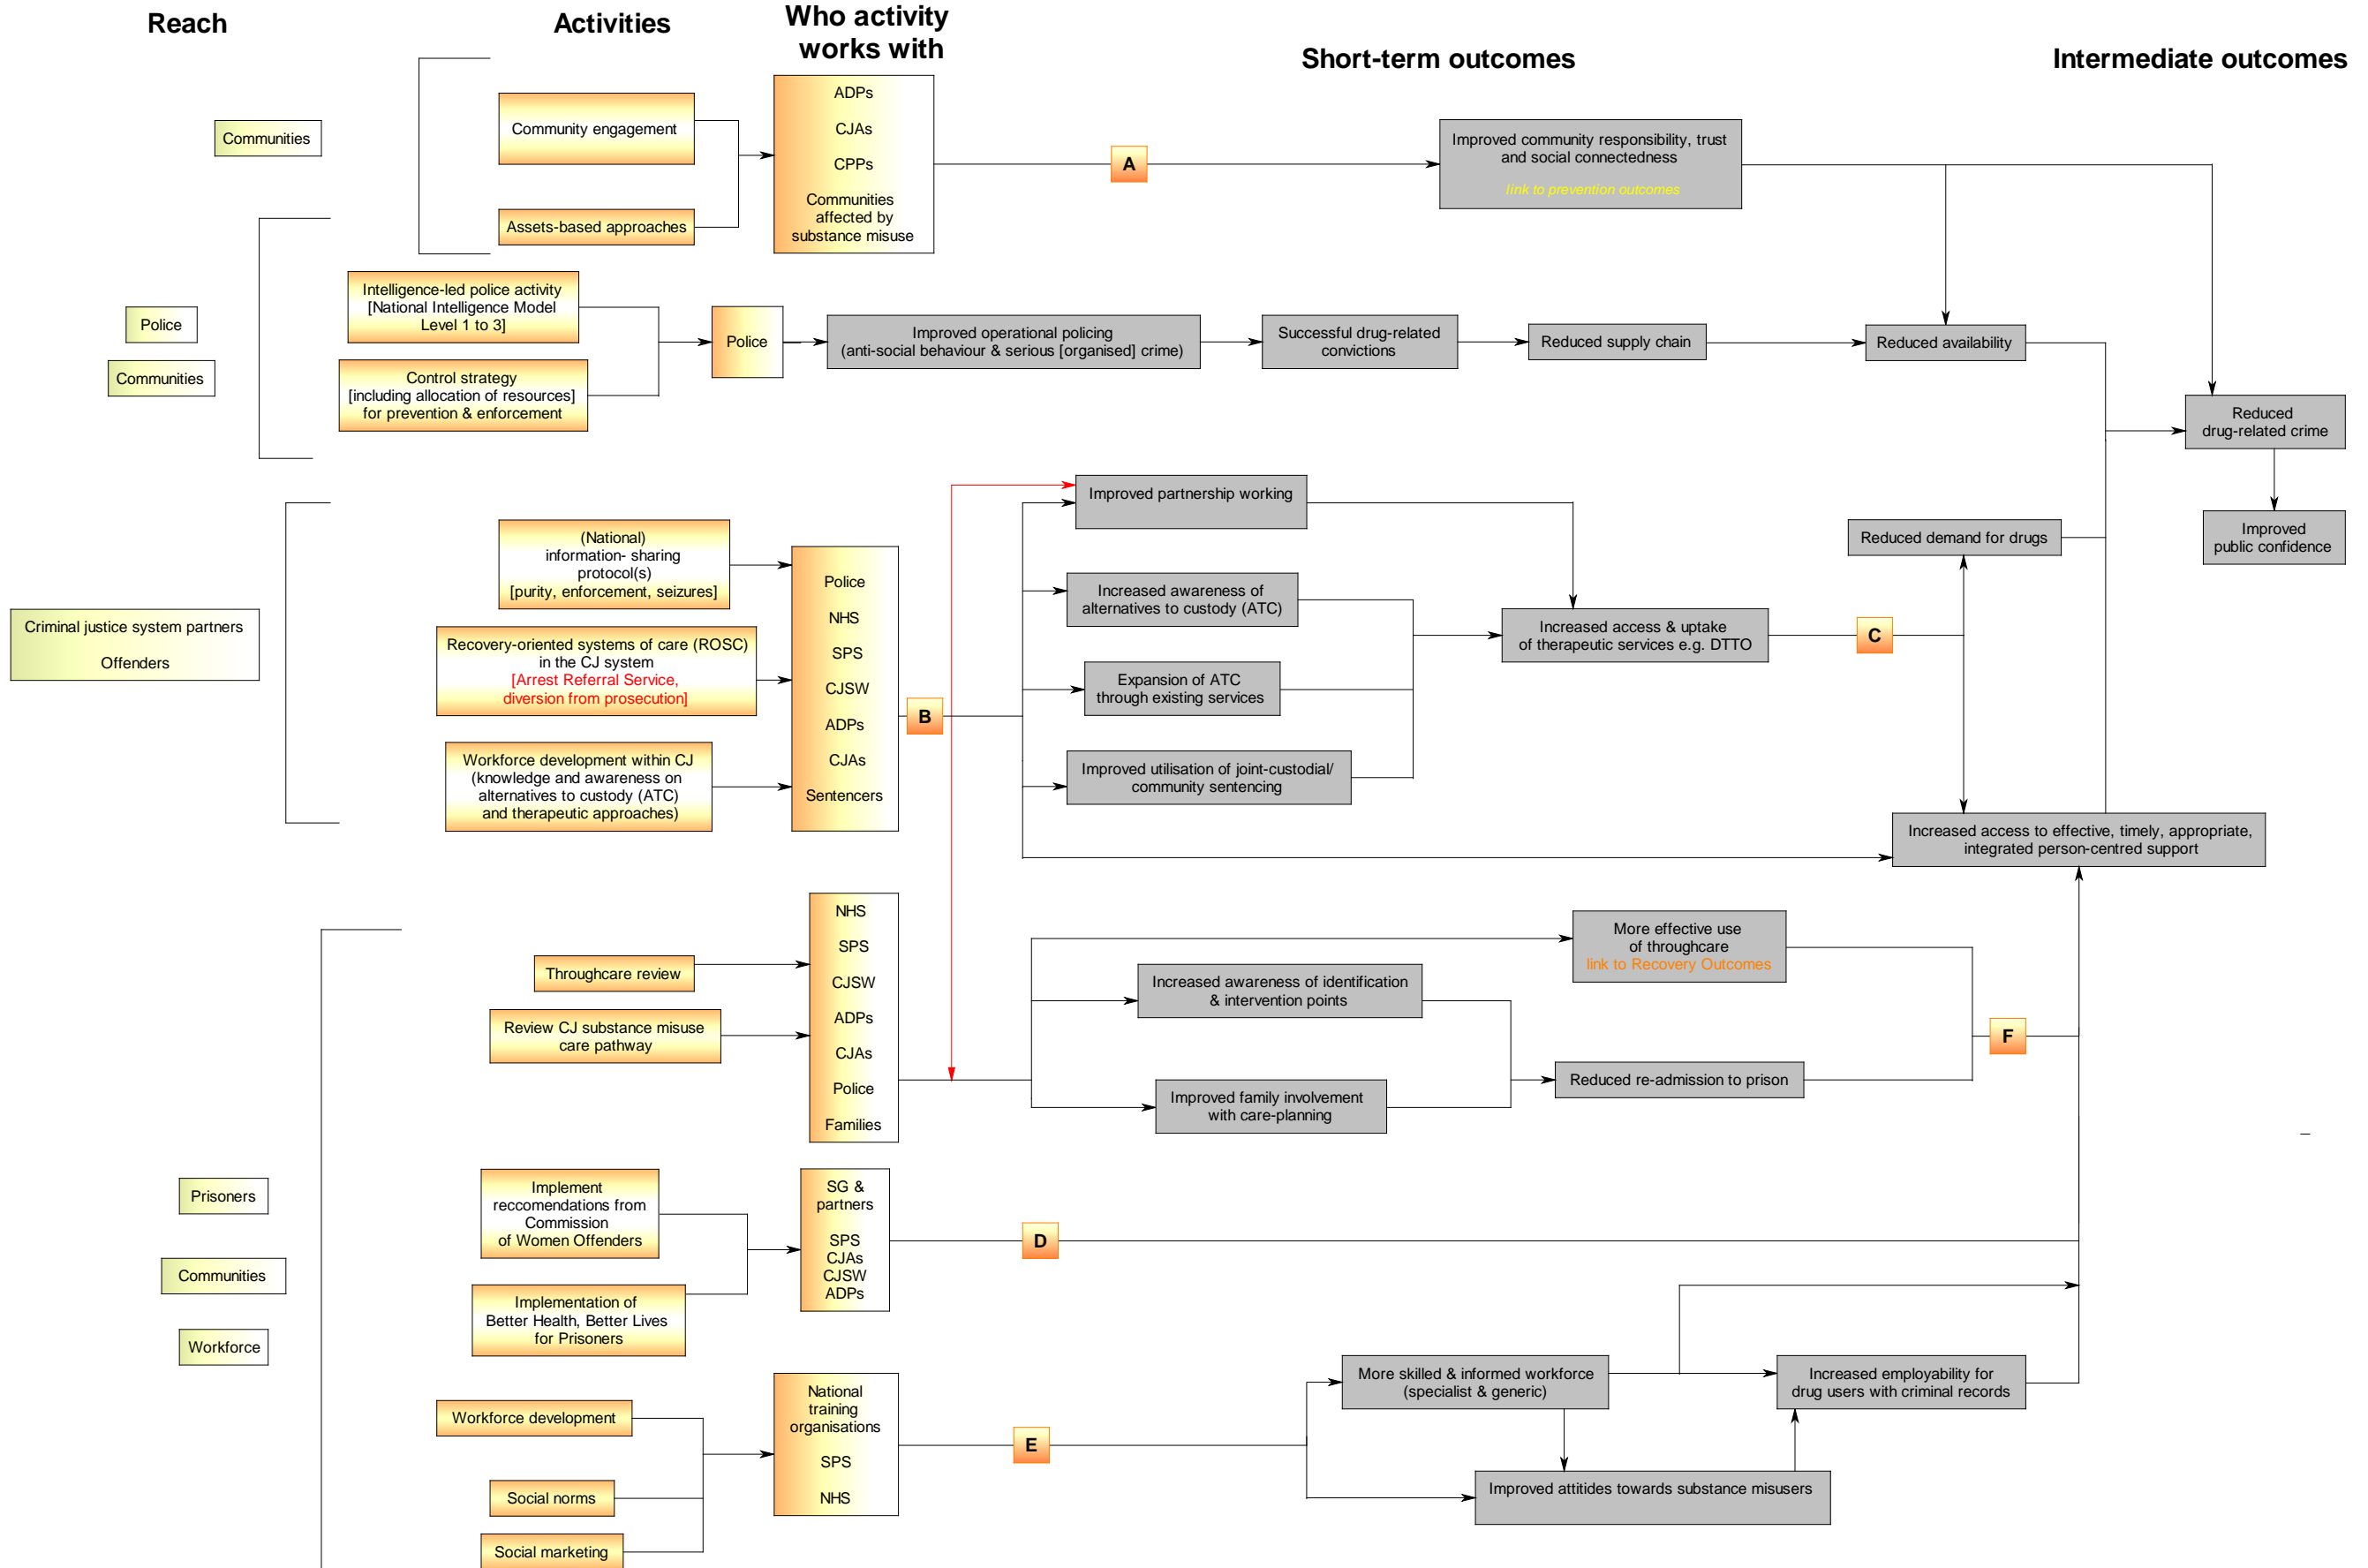 Reach
Activities
Who activity
works with
Short-term outcomes
Intermediate outcomes
Communities
Community engagement
Assets-based approaches
ADPs
CJAs
CPPs
Communities
affected by
substance misuse
A
Improved community responsibility, trust
and social connectedness
link to prevention outcomes
Police
Communities
Intelligence-led police activity
[National Intelligence Model
Level 1 to 3]
Control strategy
[including allocation of resources]
for prevention & enforcement
Police
Improved operational policing
(anti-social behaviour & serious [organised] crime)
Successful drug-related
convictions
Reduced supply chain
Reduced availability
Reduced
drug-related crime
Improved
public confidence
Criminal justice system partners
Offenders
(National)
information- sharing
protocol(s)
[purity, enforcement, seizures]
Recovery-oriented systems of care (ROSC)
in the CJ system
[Arrest Referral Service,
diversion from prosecution]
Workforce development within CJ
(knowledge and awareness on
alternatives to custody (ATC)
and therapeutic approaches)
Police
NHS
SPS
CJSW
ADPs
CJAs
Sentencers
B
Improved partnership working
Increased awareness of
alternatives to custody (ATC)
Expansion of ATC
through existing services
Improved utilisation of joint-custodial/
community sentencing
Increased access & uptake
of therapeutic services e.g. DTTO
C
Reduced demand for drugs
Increased access to effective, timely, appropriate,
integrated person-centred support
Throughcare review
Review CJ substance misuse
care pathway
NHS
SPS
CJSW
ADPs
CJAs
Police
Families
Increased awareness of identification
& intervention points
Improved family involvement
with care-planning
More effective use
of throughcare
link to Recovery Outcomes
Reduced re-admission to prison
F
Prisoners
Communities
Workforce
Implement
reccomendations from
Commission
of Women Offenders
Implementation of
Better Health, Better Lives
for Prisoners
SG &
partners
SPS
CJAs
CJSW
ADPs
D
Workforce development
Social norms
Social marketing
National
training
organisations
SPS
NHS
E
More skilled & informed workforce
(specialist & generic)
Increased employability for
drug users with criminal records
Improved attitides towards substance misusers